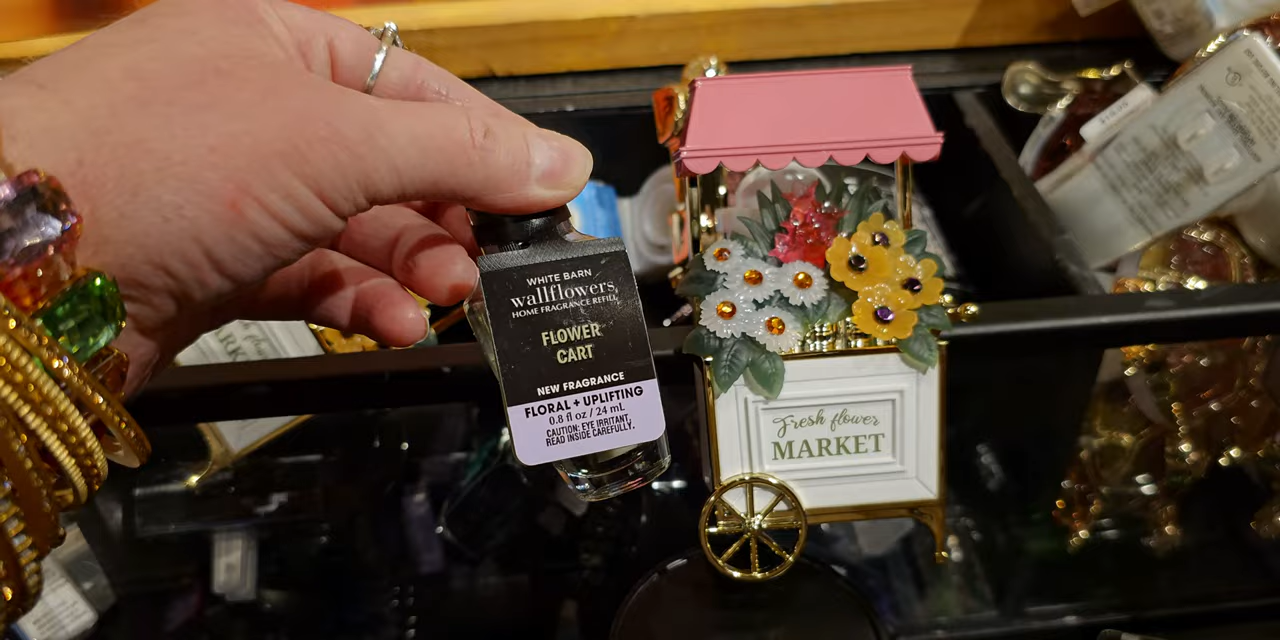 WHITE BARN
wallflowers
HOME FRAGRANCE REFILL
FLOWER
CART
NEW FRAGRANCE
FLORAL + UPLIFTING
0.8 fl oz / 24 mL
CAUTION: EYE IRRITANT,
READ INSIDE CAREFULLY.
Fresh flower
MARKET